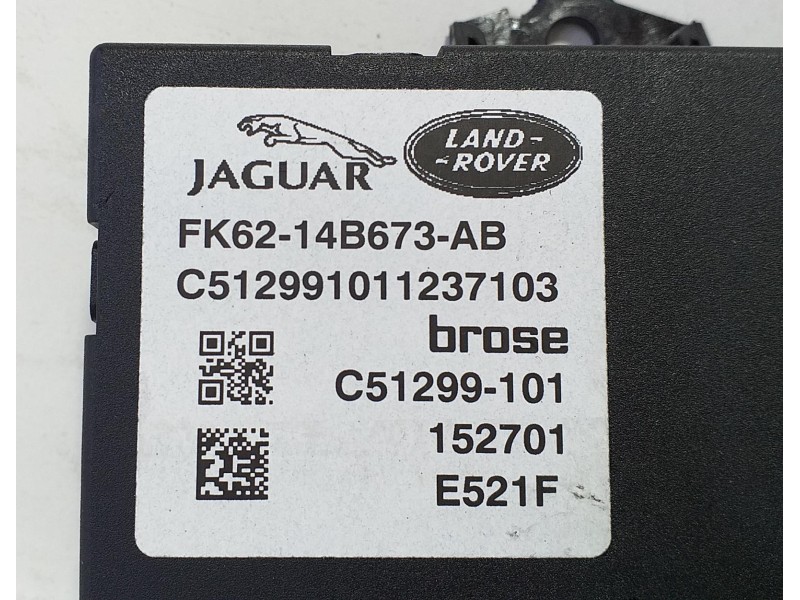 JAGUAR
LAND-
-ROVER
FK62-14B673-AB
C512991011237103
brose
C51299-101
152701
E521F